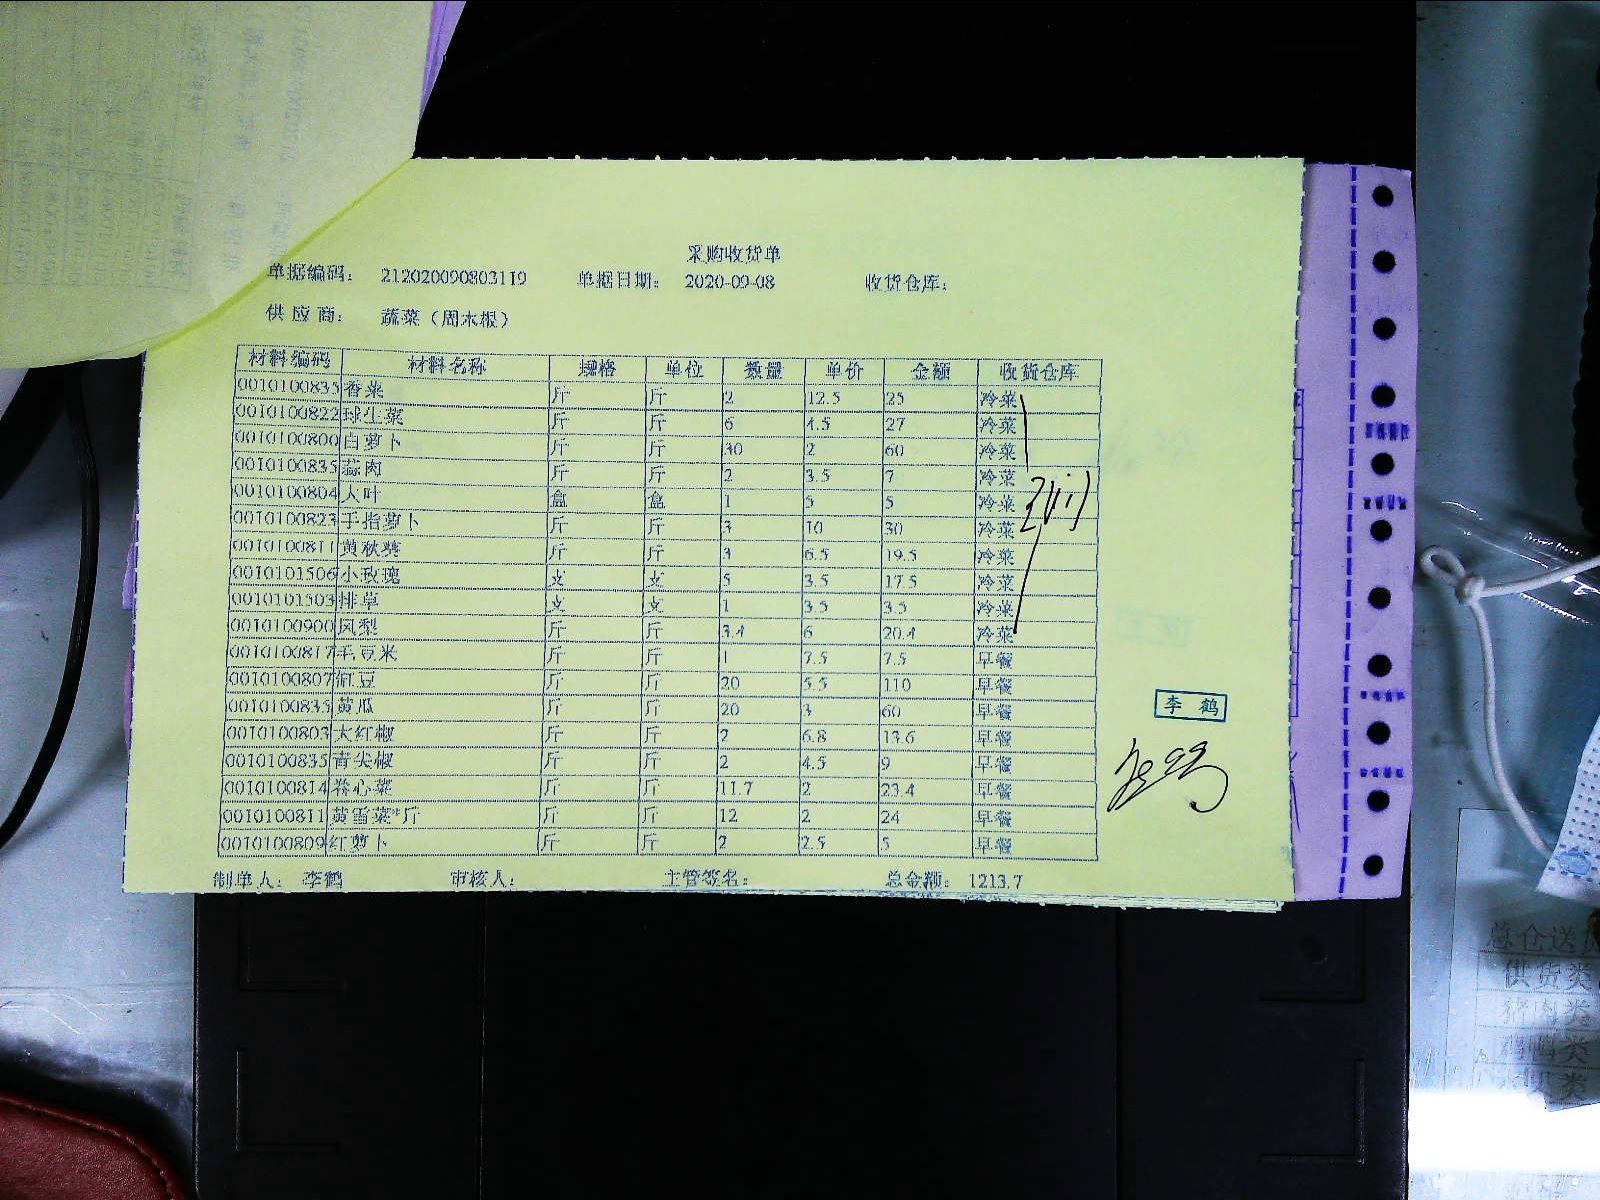 采购收货单
单据编码: 212020090803119 单据日期: 2020-09-08 收货仓库:
供应商: 蔬菜（周木根）
材料编码 材料名称 规格 单位 数量 单价 金额 收货仓库
0010100835 香菜 斤 斤 2 12.5 25 冷菜
0010100822 球生菜 斤 斤 6 4.5 27 冷菜
0010100800 白萝卜 斤 斤 30 2 60 冷菜
0010100835 蒜肉 斤 斤 2 3.5 7 冷菜
0010100804 大叶 盒 盒 1 5 5 冷菜
0010100823 手指萝卜 斤 斤 3 10 30 冷菜
0010100811 黄秋葵 斤 斤 3 6.5 19.5 冷菜
0010101506 小玫瑰 支 支 5 3.5 17.5 冷菜
0010101503 排草 支 支 1 3.5 3.5 冷菜
0010100900 凤梨 斤 斤 3.4 6 20.4 冷菜
0010100817 毛豆米 斤 斤 1 7.5 7.5 早餐
0010100807 豇豆 斤 斤 20 5.5 110 早餐
0010100835 黄瓜 斤 斤 20 3 60 早餐
0010100803 大红椒 斤 斤 2 6.8 13.6 早餐
0010100835 青尖椒 斤 斤 2 4.5 9 早餐
0010100814 卷心菜 斤 斤 11.7 2 23.4 早餐
0010100811 黄雪菜*斤 斤 斤 12 2 24 早餐
0010100809 红萝卜 斤 斤 2 2.5 5 早餐
制单人: 李鹤 审核人: 主管签名: 总金额: 1213.7
李鹤
总仓送
供货类
猪肉类
鸡鸭类
类